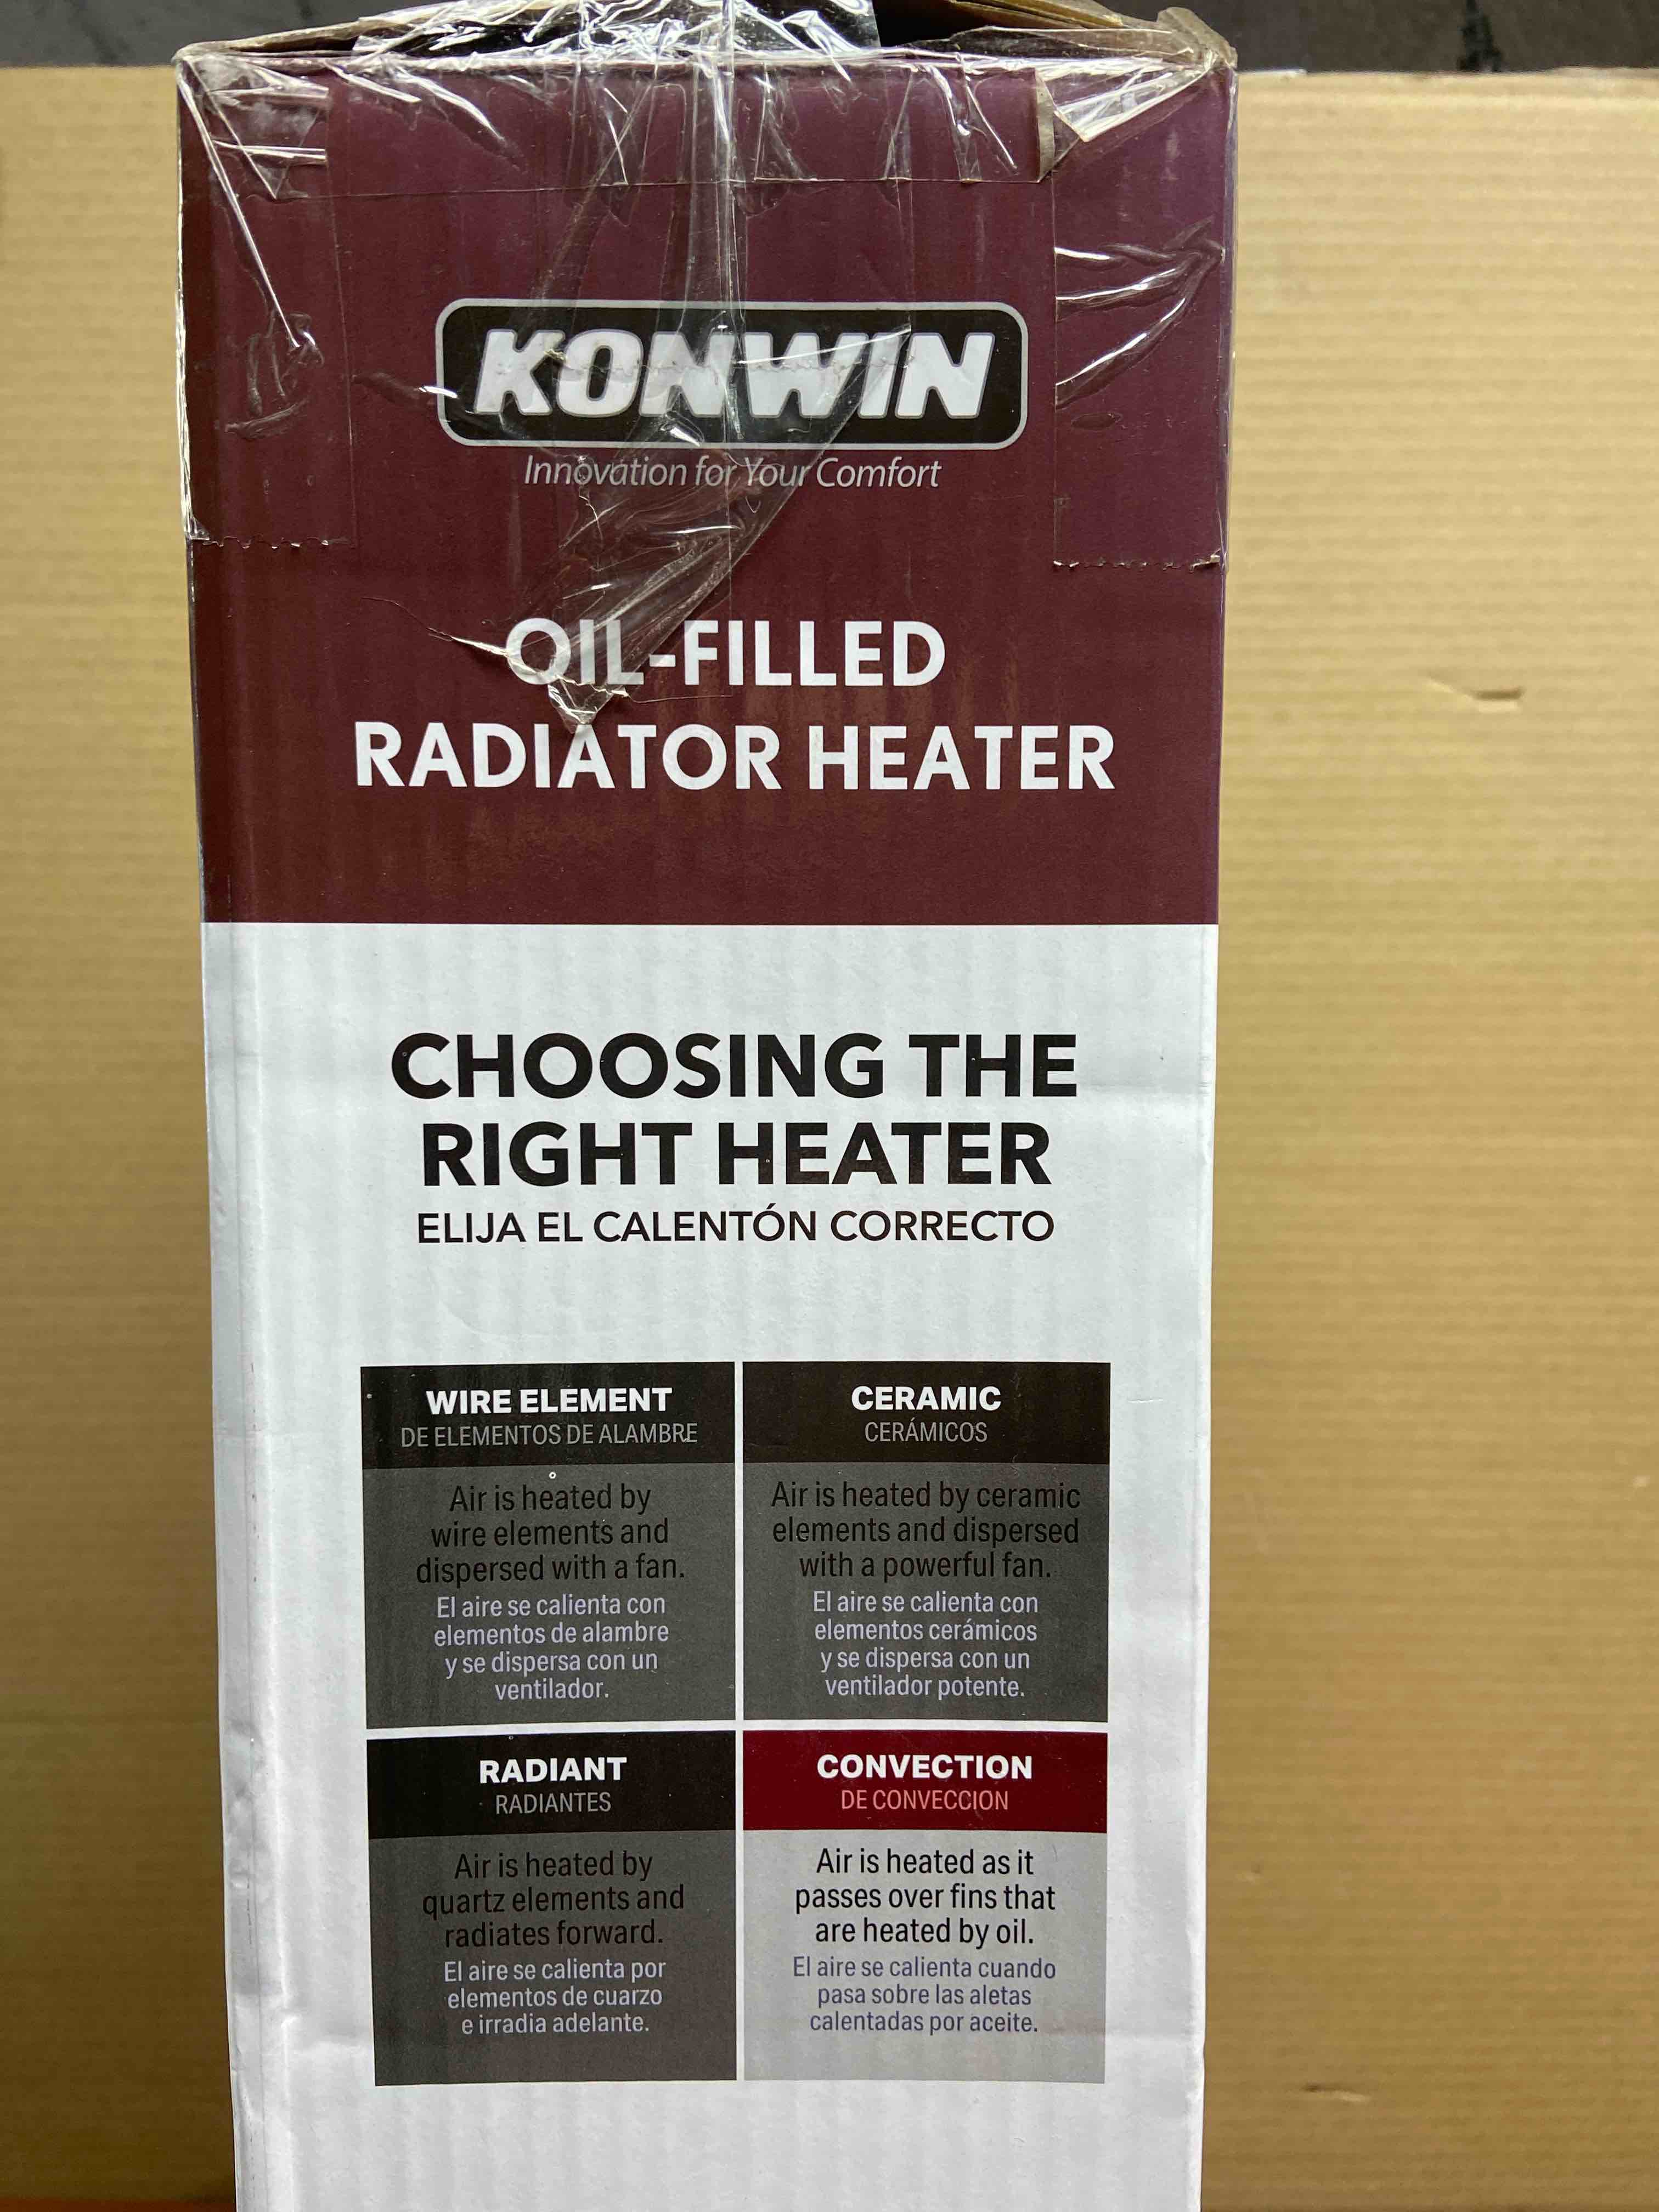 KONWIN
Innovation for Your Comfort
OIL-FILLED
RADIATOR HEATER
CHOOSING THE
RIGHT HEATER
ELIJA EL CALENTÓN CORRECTO
WIRE ELEMENT
DE ELEMENTOS DE ALAMBRE
Air is heated by
wire elements and
dispersed with a fan.
El aire se calienta con
elementos de alambre
y se dispersa con un
ventilador.
CERAMIC
CERÁMICOS
Air is heated by ceramic
elements and dispersed
with a powerful fan.
El aire se calienta con
elementos cerámicos
y se dispersa con un
ventilador potente.
RADIANT
RADIANTES
Air is heated by
quartz elements and
radiates forward.
El aire se calienta por
elementos de cuarzo
e irradia adelante.
CONVECTION
DE CONVECCION
Air is heated as it
passes over fins that
are heated by oil.
El aire se calienta cuando
pasa sobre las aletas
calentadas por aceite.